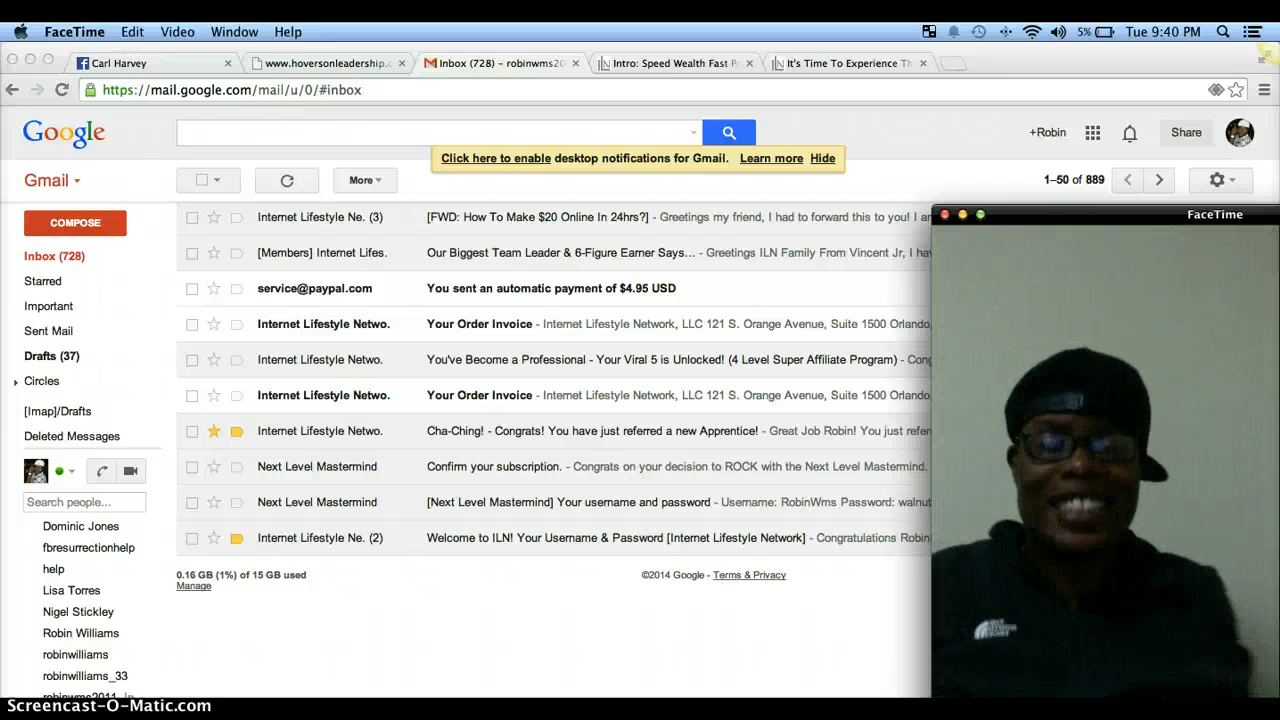 FaceTime Edit Video Window Help 5% Tue 9:40 PM
Carl Harvey www.hoversonleadership.c Inbox (728) – robinwms20 Intro: Speed Wealth Fast P It's Time To Experience Th
https://mail.google.com/mail/u/0/#inbox
Google +Robin Share
Click here to enable desktop notifications for Gmail. Learn more Hide
Gmail More 1–50 of 889
COMPOSE
Inbox (728)
Starred
Important
Sent Mail
Drafts (37)
Circles
[Imap]/Drafts
Deleted Messages
Search people...
Dominic Jones
fbresurrectionhelp
help
Lisa Torres
Nigel Stickley
Robin Williams
robinwilliams
robinwilliams_33
Internet Lifestyle Ne. (3) [FWD: How To Make $20 Online In 24hrs?] - Greetings my friend, I had to forward this to you! I an
[Members] Internet Lifes. Our Biggest Team Leader & 6-Figure Earner Says... - Greetings ILN Family From Vincent Jr, I ha
service@paypal.com You sent an automatic payment of $4.95 USD
Internet Lifestyle Netwo. Your Order Invoice - Internet Lifestyle Network, LLC 121 S. Orange Avenue, Suite 1500 Orlando,
Internet Lifestyle Netwo. You've Become a Professional - Your Viral 5 is Unlocked! (4 Level Super Affiliate Program) - Cong
Internet Lifestyle Netwo. Your Order Invoice - Internet Lifestyle Network, LLC 121 S. Orange Avenue, Suite 1500 Orlando,
Internet Lifestyle Netwo. Cha-Ching! - Congrats! You have just referred a new Apprentice! - Great Job Robin! You just refer
Next Level Mastermind Confirm your subscription. - Congrats on your decision to ROCK with the Next Level Mastermind.
Next Level Mastermind [Next Level Mastermind] Your username and password - Username: RobinWms Password: walnut
Internet Lifestyle Ne. (2) Welcome to ILN! Your Username & Password [Internet Lifestyle Network] - Congratulations Robin
0.16 GB (1%) of 15 GB used
Manage
©2014 Google - Terms & Privacy
FaceTime
Screencast-O-Matic.com